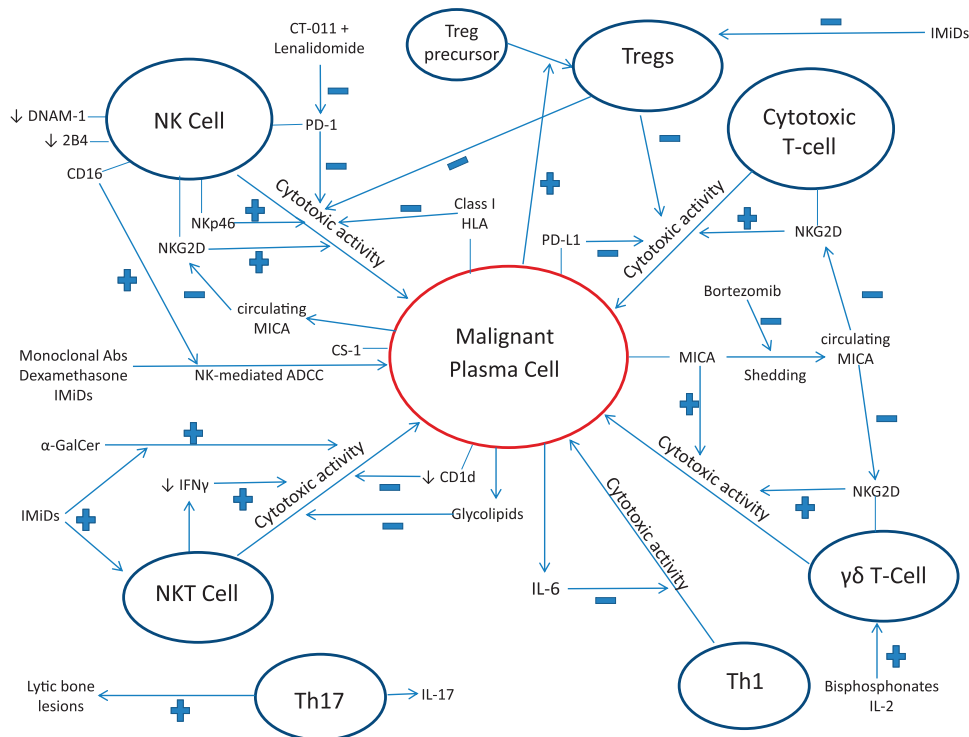 CT-011 +
Lenalidomide
Treg
precursor
Tregs
IMiDs
NK Cell
↓ DNAM-1
↓ 2B4
CD16
PD-1
Cytotoxic
T-cell
Cytotoxic activity
NKp46
NKG2D
Class I
HLA
PD-L1
Cytotoxic activity
NKG2D
circulating
MICA
CS-1
Malignant
Plasma Cell
Bortezomib
MICA
Shedding
circulating
MICA
Monoclonal Abs
Dexamethasone
IMiDs
NK-mediated ADCC
α-GalCer
↓ IFNγ
IMiDs
Cytotoxic activity
↓ CD1d
Glycolipids
Cytotoxic activity
Cytotoxic activity
NKG2D
NKT Cell
IL-6
γδ T-Cell
Th1
Bisphosphonates
IL-2
Lytic bone
lesions
Th17
IL-17